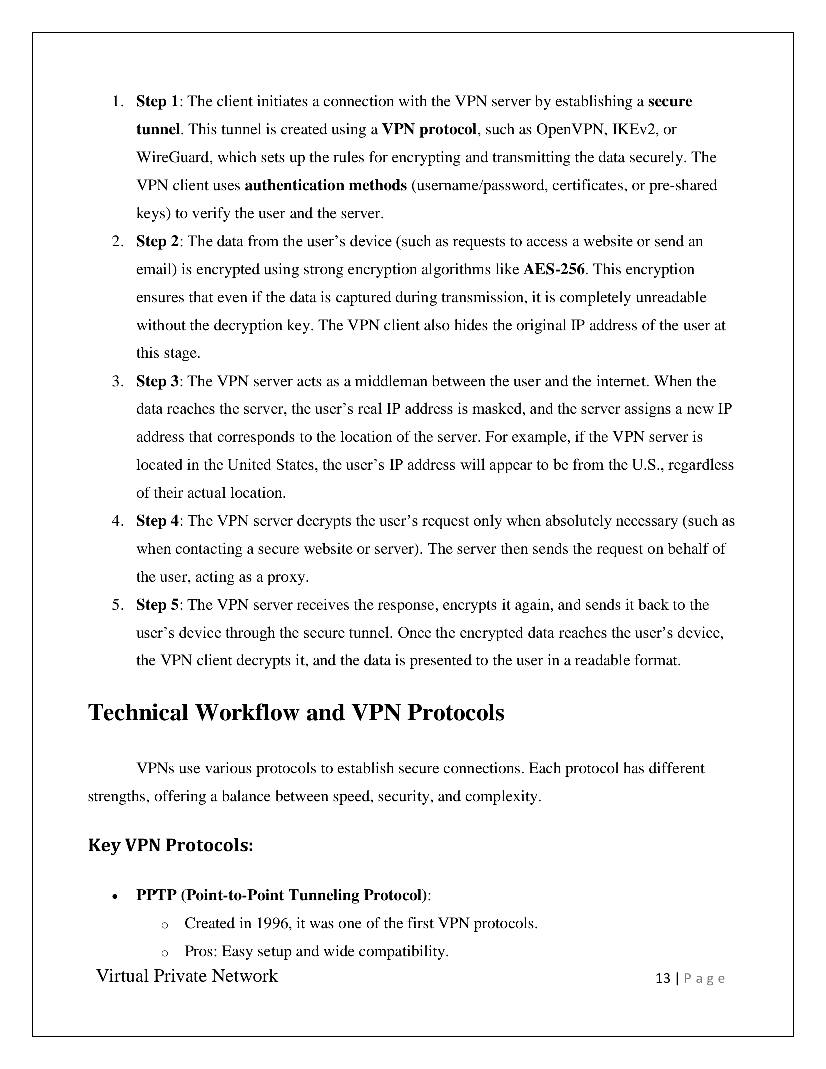 1. Step 1: The client initiates a connection with the VPN server by establishing a secure
tunnel. This tunnel is created using a VPN protocol, such as OpenVPN, IKEv2, or
WireGuard, which sets up the rules for encrypting and transmitting the data securely. The
VPN client uses authentication methods (username/password, certificates, or pre-shared
keys) to verify the user and the server.
2. Step 2: The data from the user’s device (such as requests to access a website or send an
email) is encrypted using strong encryption algorithms like AES-256. This encryption
ensures that even if the data is captured during transmission, it is completely unreadable
without the decryption key. The VPN client also hides the original IP address of the user at
this stage.
3. Step 3: The VPN server acts as a middleman between the user and the internet. When the
data reaches the server, the user’s real IP address is masked, and the server assigns a new IP
address that corresponds to the location of the server. For example, if the VPN server is
located in the United States, the user’s IP address will appear to be from the U.S., regardless
of their actual location.
4. Step 4: The VPN server decrypts the user’s request only when absolutely necessary (such as
when contacting a secure website or server). The server then sends the request on behalf of
the user, acting as a proxy.
5. Step 5: The VPN server receives the response, encrypts it again, and sends it back to the
user’s device through the secure tunnel. Once the encrypted data reaches the user’s device,
the VPN client decrypts it, and the data is presented to the user in a readable format.
Technical Workflow and VPN Protocols
VPNs use various protocols to establish secure connections. Each protocol has different
strengths, offering a balance between speed, security, and complexity.
Key VPN Protocols:
• PPTP (Point-to-Point Tunneling Protocol):
o Created in 1996, it was one of the first VPN protocols.
o Pros: Easy setup and wide compatibility.
Virtual Private Network 13 | Page